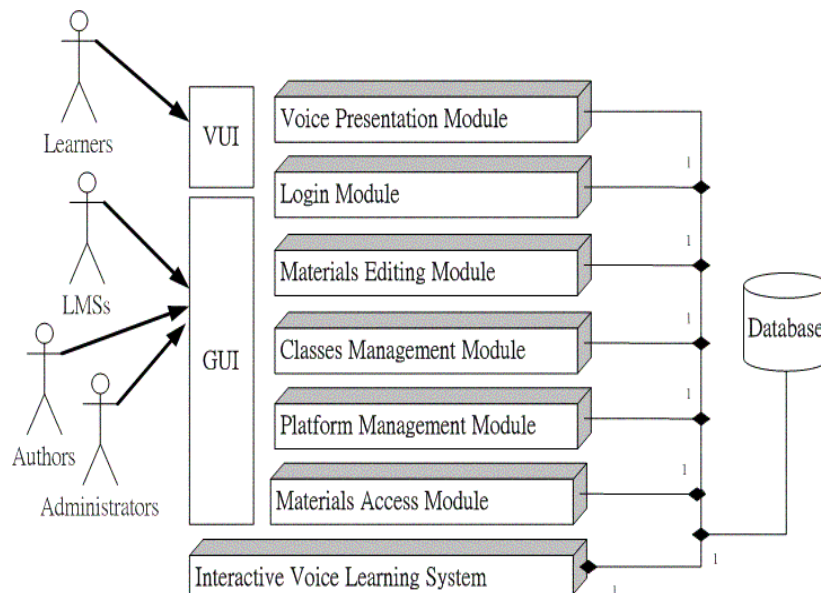 Learners
VUI
Voice Presentation Module
1
Login Module
1
LMSs
Materials Editing Module
1
Database
GUI
Classes Management Module
1
Authors
Platform Management Module
1
Administrators
Materials Access Module
1
Interactive Voice Learning System
1